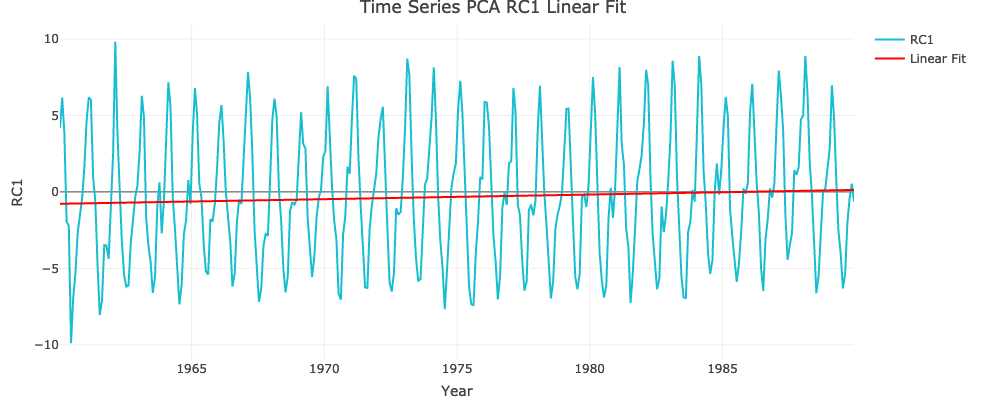 Time Series PCA RC1 Linear Fit
RC1
Linear Fit
10
5
0
−5
−10
RC1
1965
1970
1975
1980
1985
Year